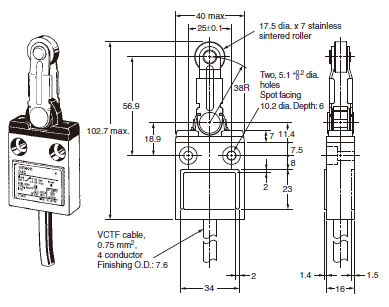 40 max.
25±0.1
17.5 dia. x 7 stainless
sintered roller
38R
Two, 5.1 +0.2 0 dia.
holes
Spot facing
10.2 dia. Depth: 6
56.9
102.7 max.
18.9
7
11.4
7.5
8
2
23
VCTF cable,
0.75 mm²,
4 conductor
Finishing O.D.: 7.6
2
34
1.4
1.5
16